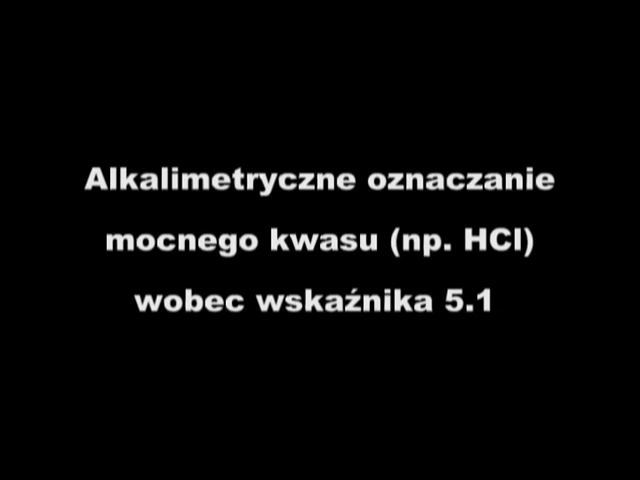 Alkalimetryczne oznaczanie
mocnego kwasu (np. HCl)
wobec wskaźnika 5.1